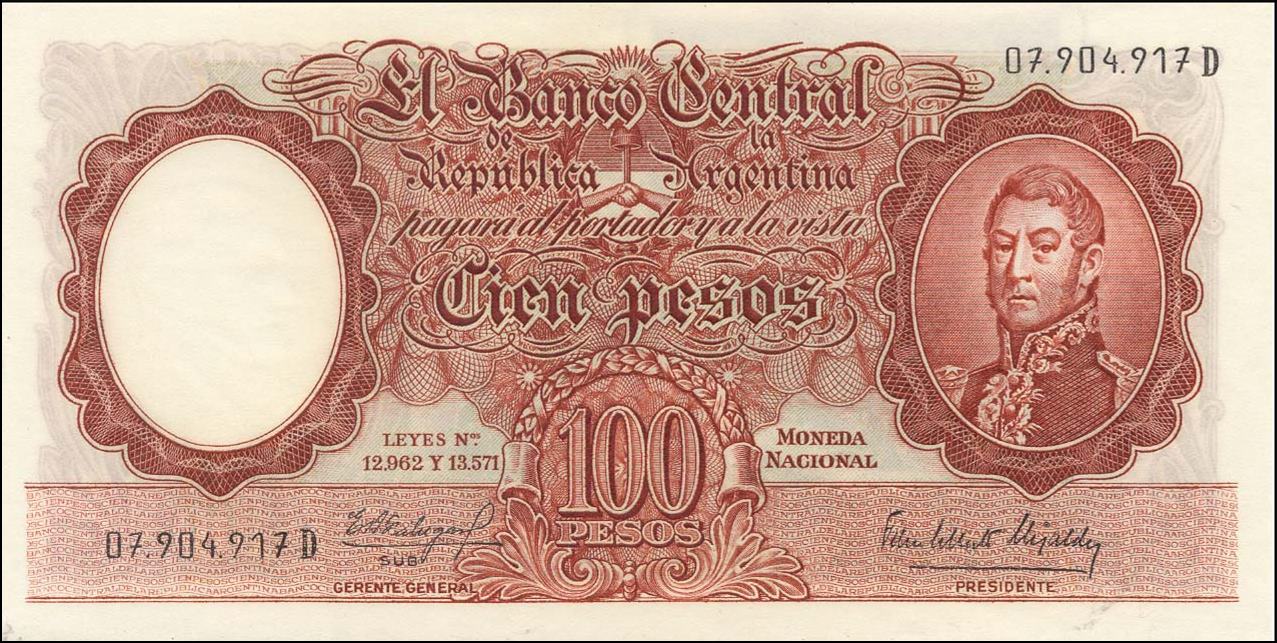 07.904.917 D
El Banco Central
de la
República Argentina
pagará al portador y a la vista
Cien pesos
LEYES Nos.
12.962 Y 13.571
100
PESOS
MONEDA
NACIONAL
07.904.917 D
SUB
GERENTE GENERAL
PRESIDENTE